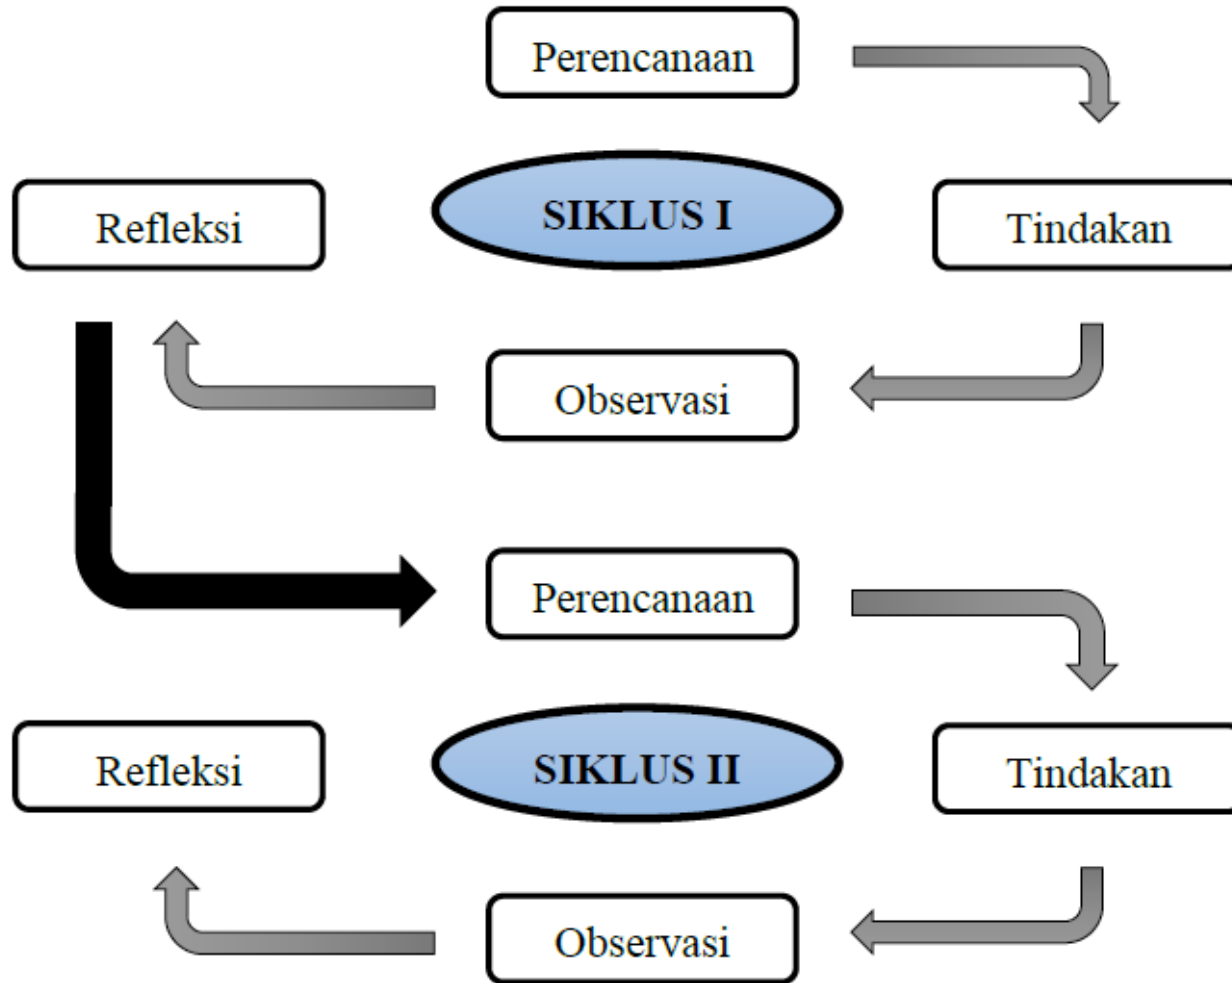 Perencanaan
SIKLUS I
Refleksi
Tindakan
Observasi
Perencanaan
SIKLUS II
Refleksi
Tindakan
Observasi